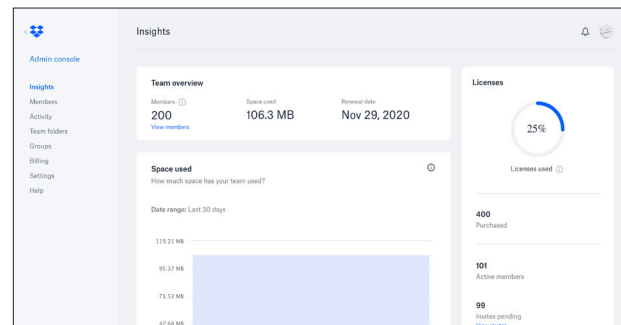 Insights
Admin console
Insights
Members
Activity
Team folders
Groups
Billing
Settings
Help
Team overview
Members
200
View members
Space used
106.3 MB
Renewal date
Nov 29, 2020
Space used
How much space has your team used?
Date range: Last 30 days
119.21 MB
95.37 MB
71.53 MB
47.68 MB
Licenses
25%
Licenses used
400
Purchased
101
Active members
99
Invites pending
View invites